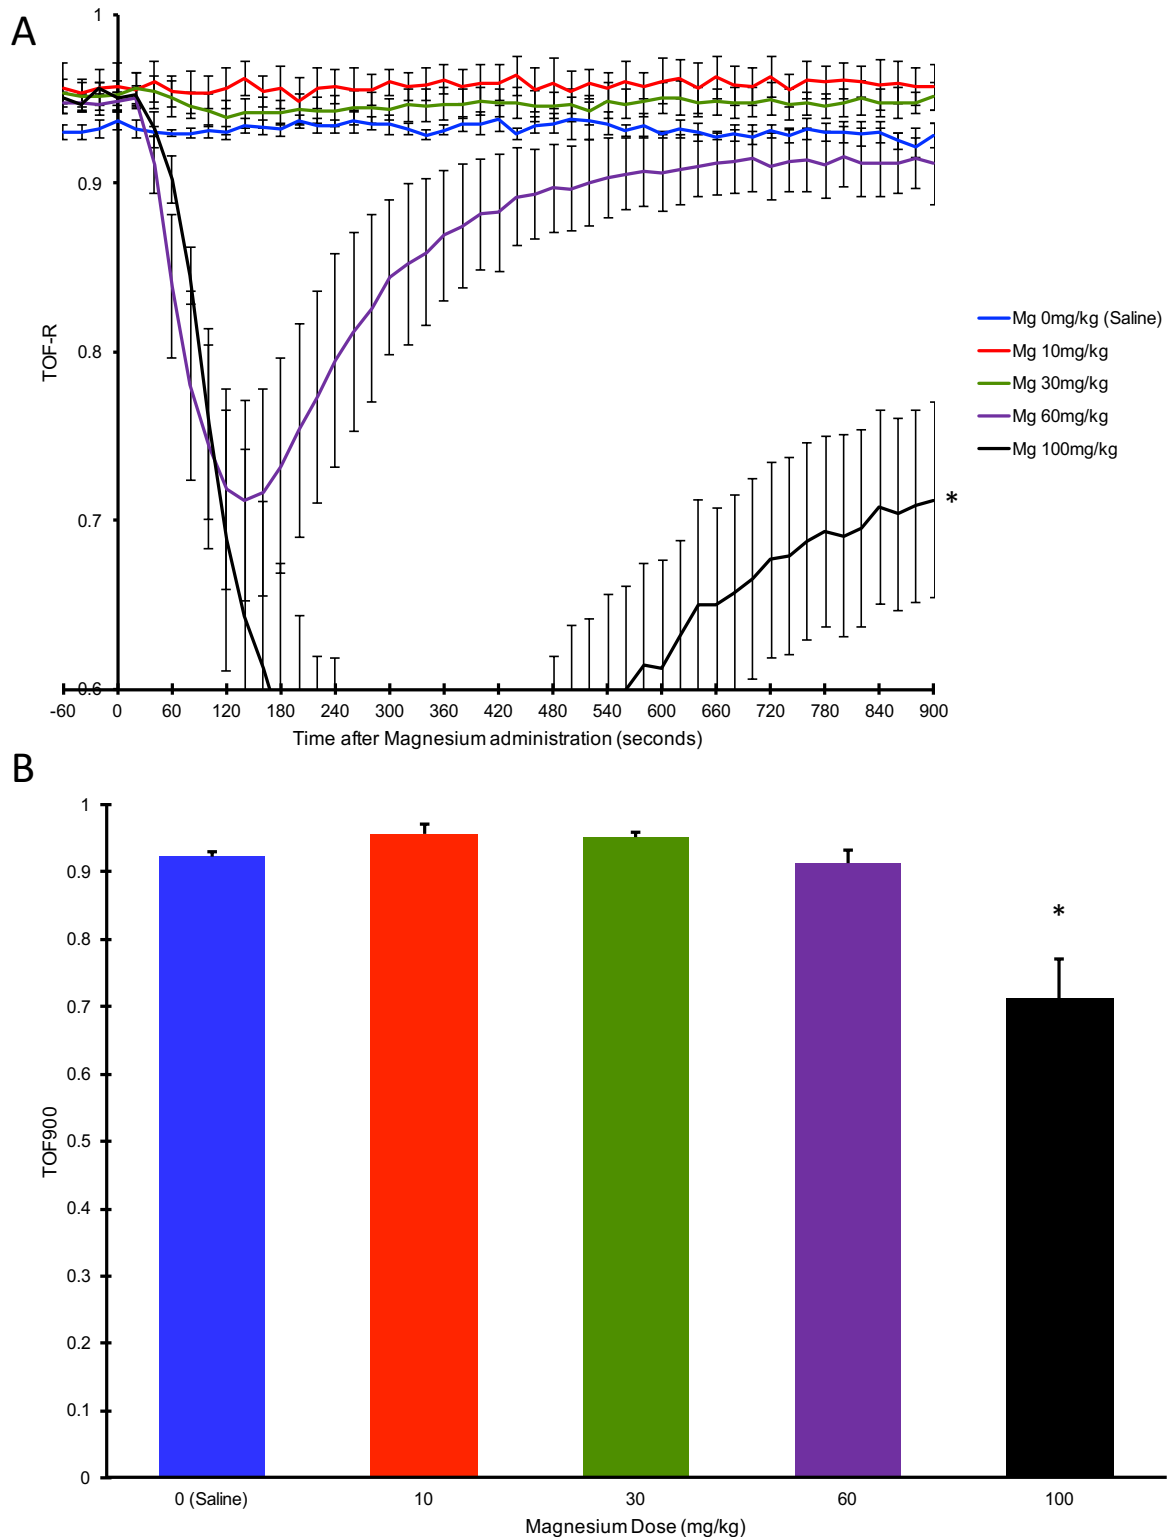 A
1
0.9
0.8
0.7
0.6
TOF-R
-60 0 60 120 180 240 300 360 420 480 540 600 660 720 780 840 900
Time after Magnesium administration (seconds)
Mg 0mg/kg (Saline)
Mg 10mg/kg
Mg 30mg/kg
Mg 60mg/kg
Mg 100mg/kg
*
B
1
0.9
0.8
0.7
0.6
0.5
0.4
0.3
0.2
0.1
0
TOF900
*
0 (Saline) 10 30 60 100
Magnesium Dose (mg/kg)